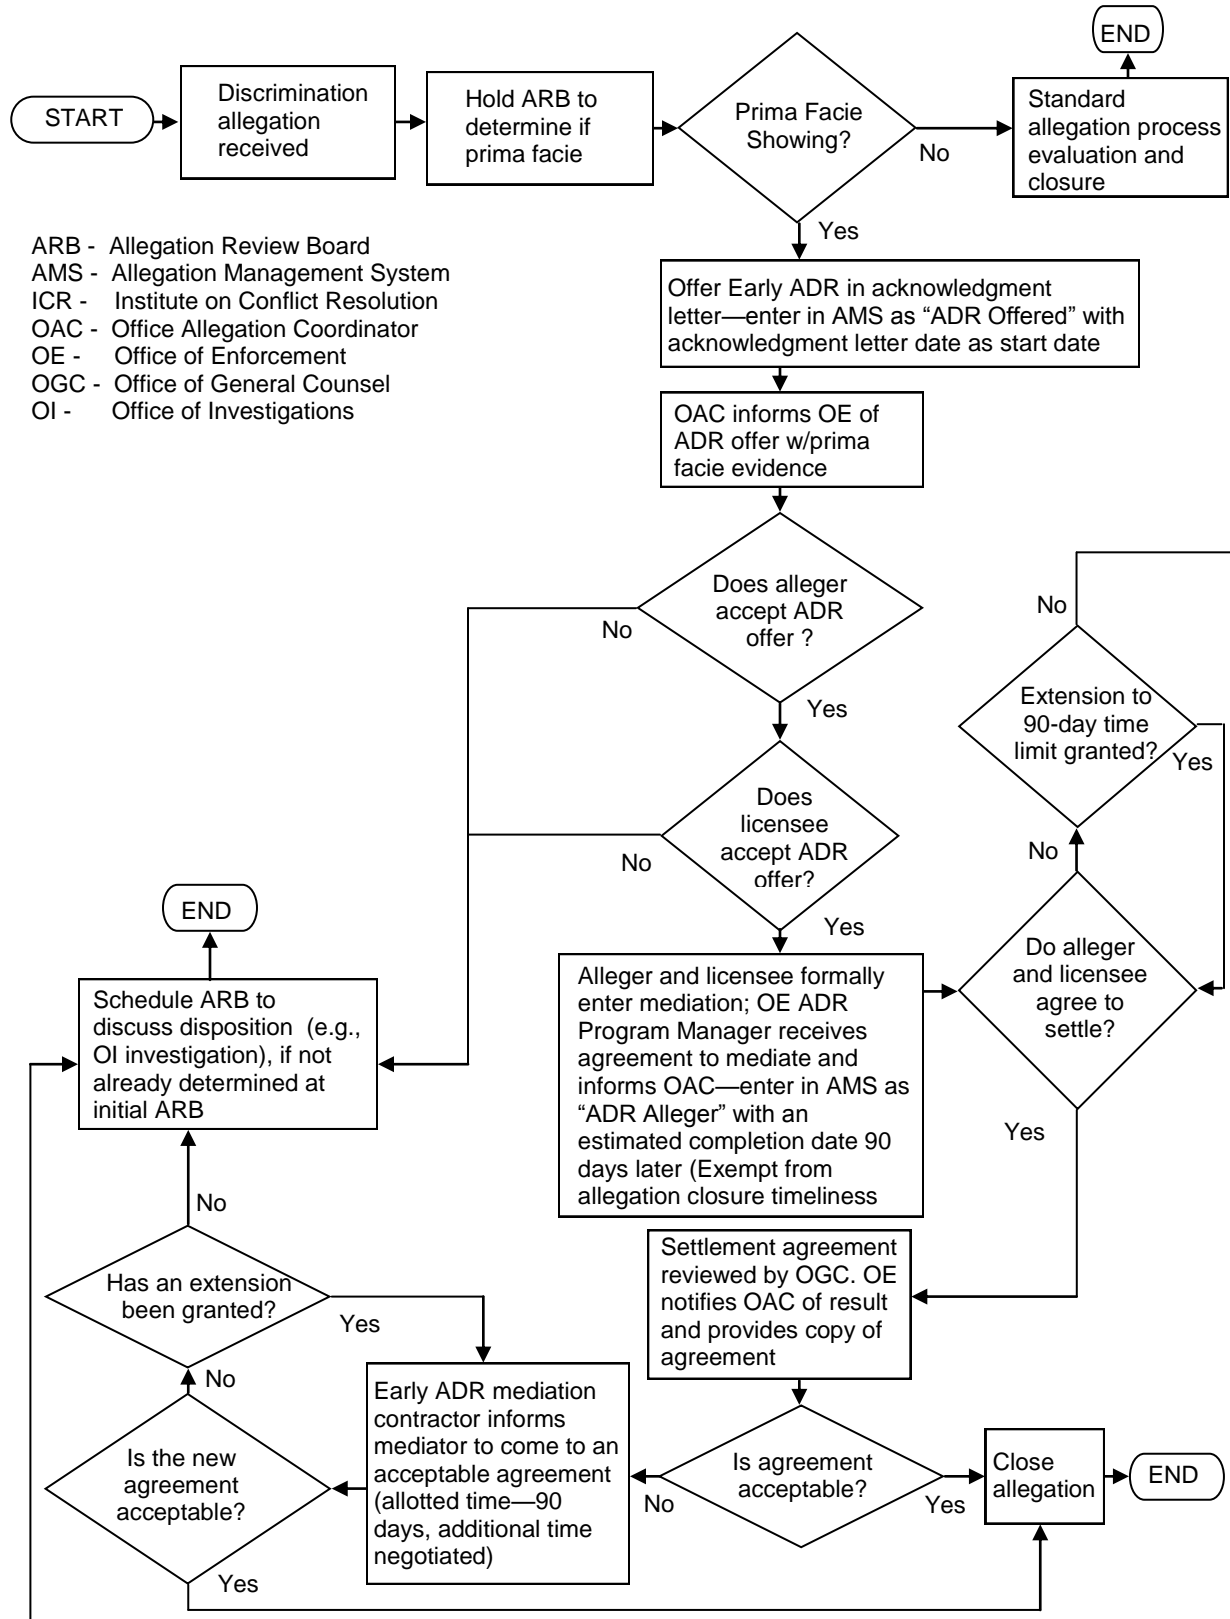 END
START
Discrimination
allegation
received
Hold ARB to
determine if
prima facie
Prima Facie
Showing?
No
Standard
allegation process
evaluation and
closure
Yes
ARB - Allegation Review Board
AMS - Allegation Management System
ICR - Institute on Conflict Resolution
OAC - Office Allegation Coordinator
OE - Office of Enforcement
OGC - Office of General Counsel
OI - Office of Investigations
Offer Early ADR in acknowledgment
letter—enter in AMS as “ADR Offered” with
acknowledgment letter date as start date
OAC informs OE of
ADR offer w/prima
facie evidence
Does alleger
accept ADR
offer ?
No
Yes
No
Extension to
90-day time
limit granted?
Yes
Does
licensee
accept ADR
offer?
No
Yes
No
END
Do alleger
and licensee
agree to
settle?
Yes
Schedule ARB to
discuss disposition (e.g.,
OI investigation), if not
already determined at
initial ARB
Alleger and licensee formally
enter mediation; OE ADR
Program Manager receives
agreement to mediate and
informs OAC—enter in AMS as
“ADR Alleger” with an
estimated completion date 90
days later (Exempt from
allegation closure timeliness
No
Has an extension
been granted?
Yes
Settlement agreement
reviewed by OGC. OE
notifies OAC of result
and provides copy of
agreement
No
Is the new
agreement
acceptable?
Yes
Early ADR mediation
contractor informs
mediator to come to an
acceptable agreement
(allotted time—90
days, additional time
negotiated)
No
Is agreement
acceptable?
Yes
Close
allegation
END